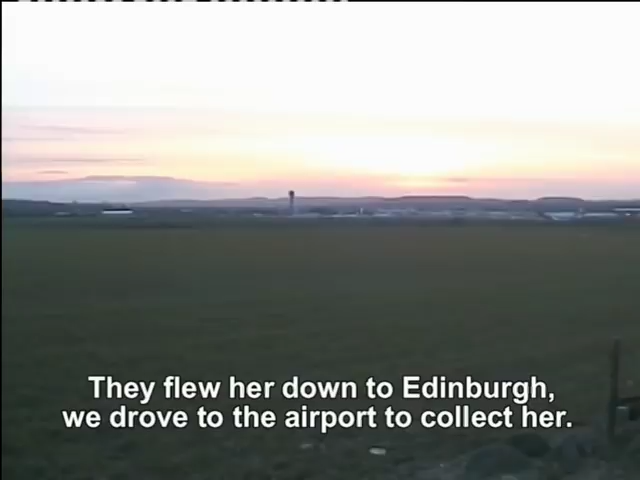 They flew her down to Edinburgh,
we drove to the airport to collect her.